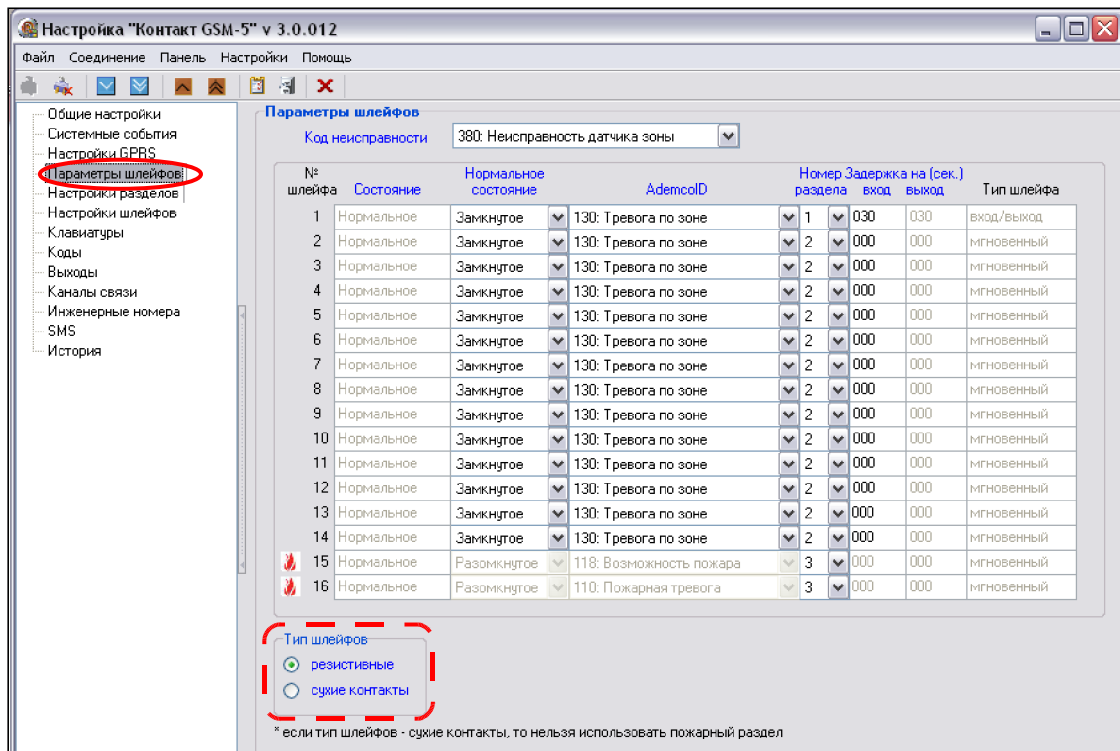 Настройка "Контакт GSM-5" v 3.0.012
Файл Соединение Панель Настройки Помощь
Общие настройки
Системные события
Настройки GPRS
Параметры шлейфов
Настройки разделов
Настройки шлейфов
Клавиатуры
Коды
Выходы
Каналы связи
Инженерные номера
SMS
История
Параметры шлейфов
Код неисправности 380: Неисправность датчика зоны
№ Нормальное Номер Задержка на (сек.)
шлейфа Состояние состояние AdemcoID раздела вход выход Тип шлейфа
1 Нормальное Замкнутое 130: Тревога по зоне 1 030 030 вход/выход
2 Нормальное Замкнутое 130: Тревога по зоне 2 000 000 мгновенный
3 Нормальное Замкнутое 130: Тревога по зоне 2 000 000 мгновенный
4 Нормальное Замкнутое 130: Тревога по зоне 2 000 000 мгновенный
5 Нормальное Замкнутое 130: Тревога по зоне 2 000 000 мгновенный
6 Нормальное Замкнутое 130: Тревога по зоне 2 000 000 мгновенный
7 Нормальное Замкнутое 130: Тревога по зоне 2 000 000 мгновенный
8 Нормальное Замкнутое 130: Тревога по зоне 2 000 000 мгновенный
9 Нормальное Замкнутое 130: Тревога по зоне 2 000 000 мгновенный
10 Нормальное Замкнутое 130: Тревога по зоне 2 000 000 мгновенный
11 Нормальное Замкнутое 130: Тревога по зоне 2 000 000 мгновенный
12 Нормальное Замкнутое 130: Тревога по зоне 2 000 000 мгновенный
13 Нормальное Замкнутое 130: Тревога по зоне 2 000 000 мгновенный
14 Нормальное Замкнутое 130: Тревога по зоне 2 000 000 мгновенный
15 Нормальное Разомкнутое 118: Возможность пожара 3 000 000 мгновенный
16 Нормальное Разомкнутое 110: Пожарная тревога 3 000 000 мгновенный
Тип шлейфов
резистивные
сухие контакты
* если тип шлейфов - сухие контакты, то нельзя использовать пожарный раздел